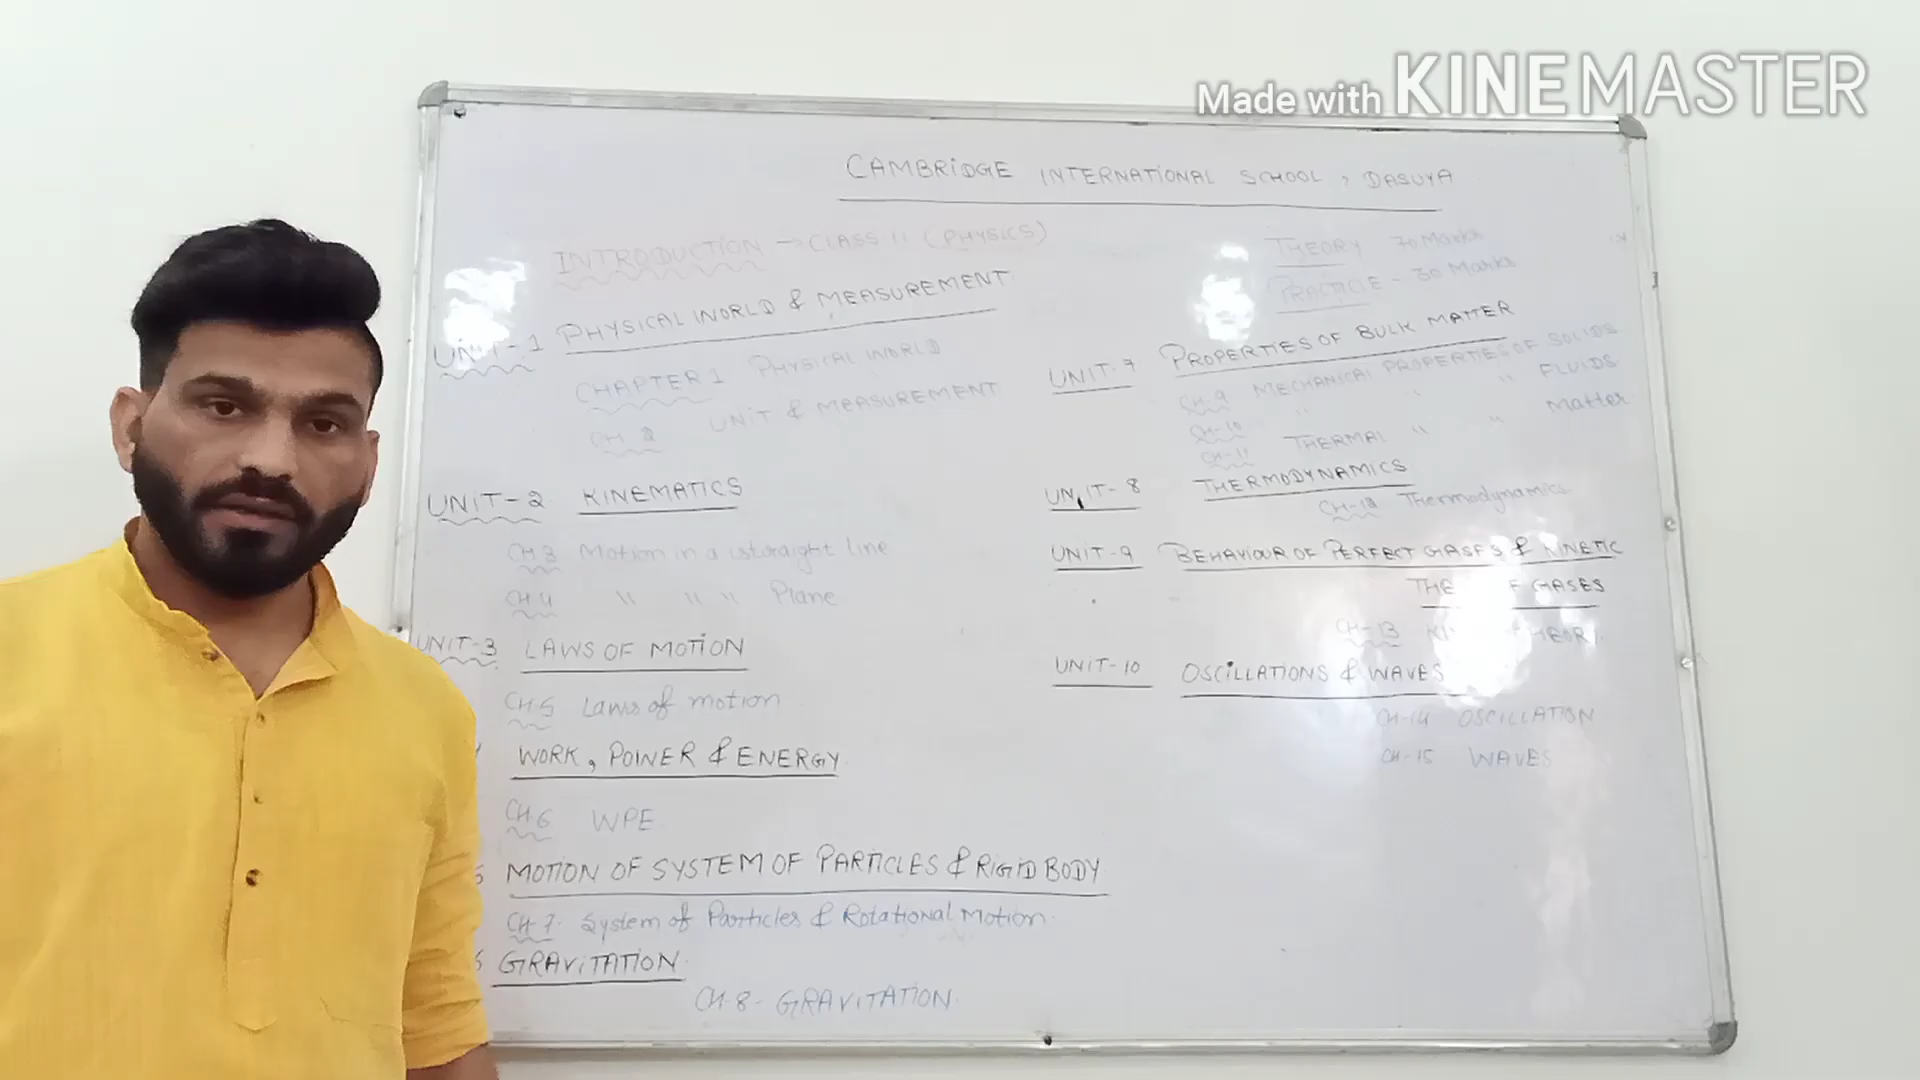 Made with KINEMASTER
CAMBRIDGE INTERNATIONAL SCHOOL, DASUYA
INTRODUCTION → CLASS 11 (PHYSICS)
THEORY 70 Marks
PRACTICLE - 30 Marks
UNIT-1 PHYSICAL WORLD & MEASUREMENT
CHAPTER 1 PHYSICAL WORLD
CH 2 UNIT & MEASUREMENT
UNIT-2 KINEMATICS
CH 3 Motion in a straight line
CH 4 " " " Plane
UNIT-3 LAWS OF MOTION
CH 5 Laws of motion
WORK, POWER & ENERGY
CH 6 WPE
5 MOTION OF SYSTEM OF PARTICLES & RIGID BODY
CH 7. System of Particles & Rotational Motion.
6 GRAVITATION
CH 8 - GRAVITATION.
UNIT-7 PROPERTIES OF BULK MATTER
CH-9 MECHANICAL PROPERTIES OF SOLIDS
CH-10 " " " FLUIDS
CH-11 THERMAL " " Matter
UNIT-8 THERMODYNAMICS
CH-12 Thermodynamics
UNIT-9 BEHAVIOUR OF PERFECT GASES & KINETIC
GASES
CH-13
UNIT-10 OSCILLATIONS & WAVES
CH-14 OSCILLATION
CH-15 WAVES